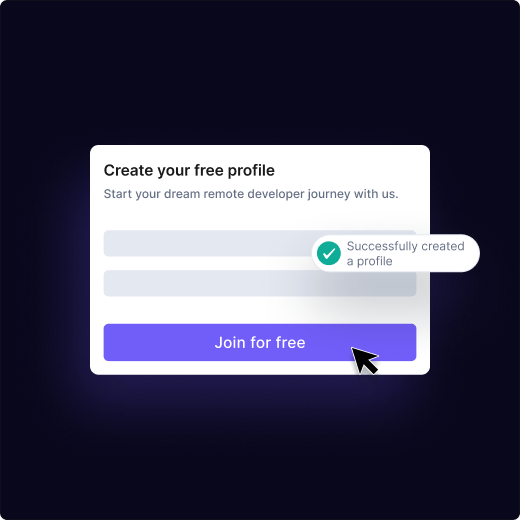 Create your free profile
Start your dream remote developer journey with us.
Successfully created
a profile
Join for free